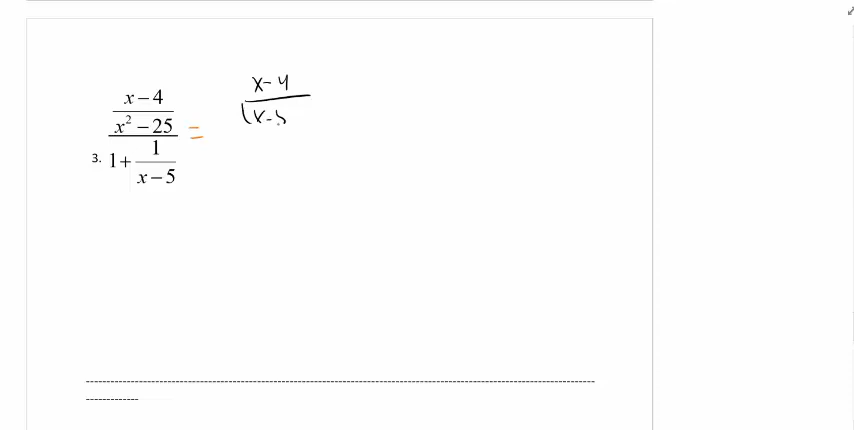 x − 4
x² − 25
3. 1 + 1
x − 5
=
x - 4
(x - 5